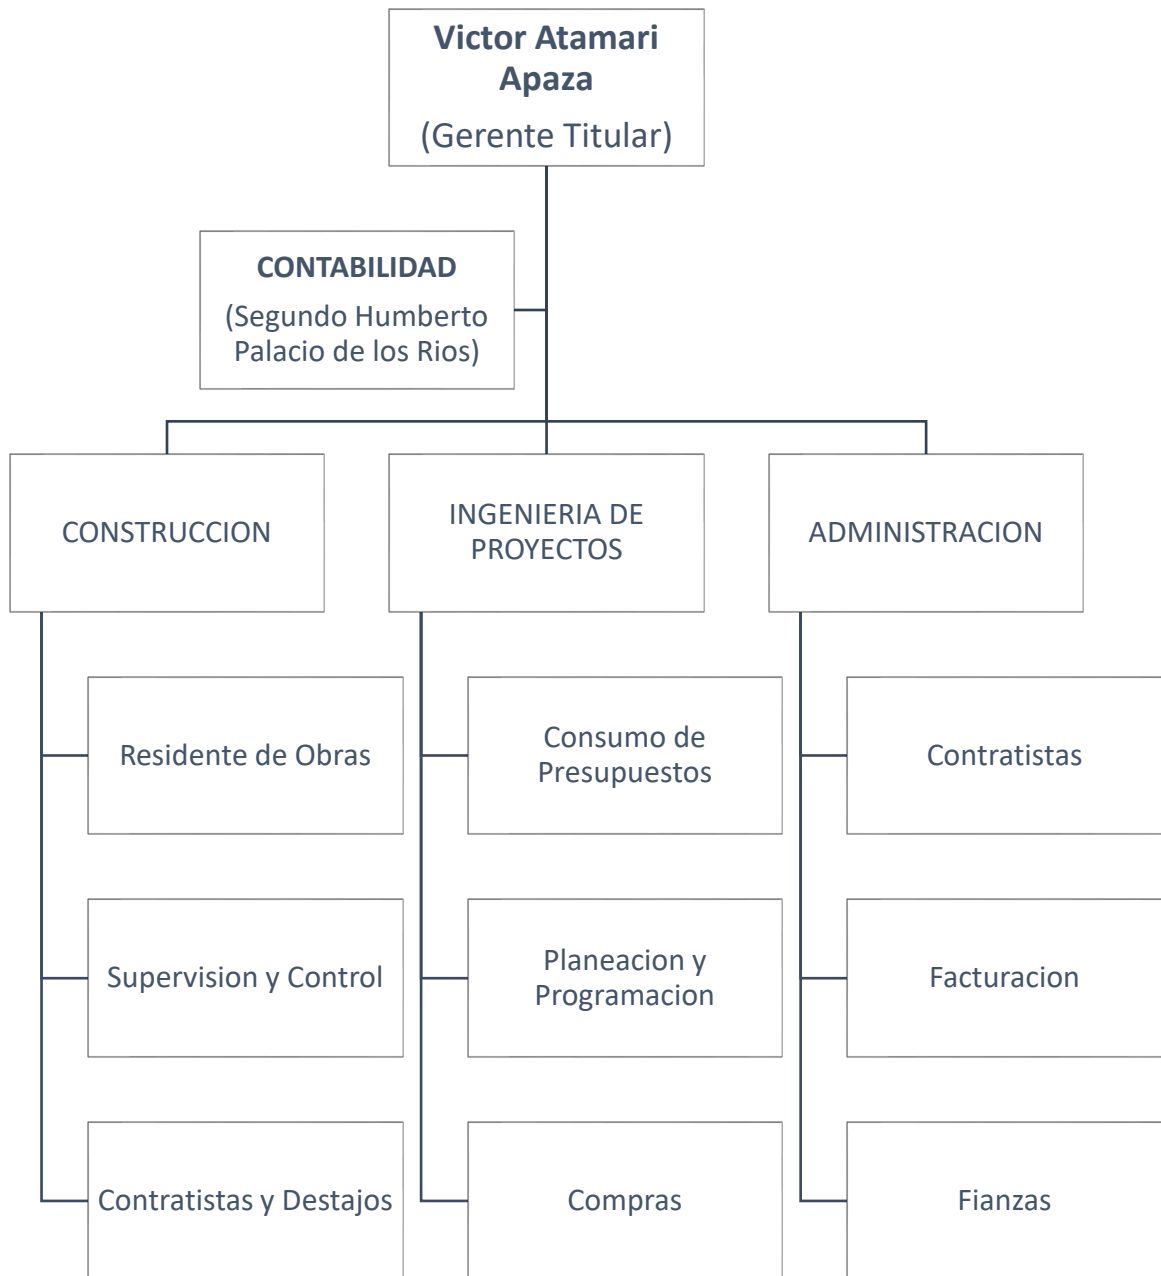 Victor Atamari
Apaza
(Gerente Titular)
CONTABILIDAD
(Segundo Humberto
Palacio de los Rios)
CONSTRUCCION
INGENIERIA DE
PROYECTOS
ADMINISTRACION
Residente de Obras
Consumo de
Presupuestos
Contratistas
Supervision y Control
Planeacion y
Programacion
Facturacion
Contratistas y Destajos
Compras
Fianzas